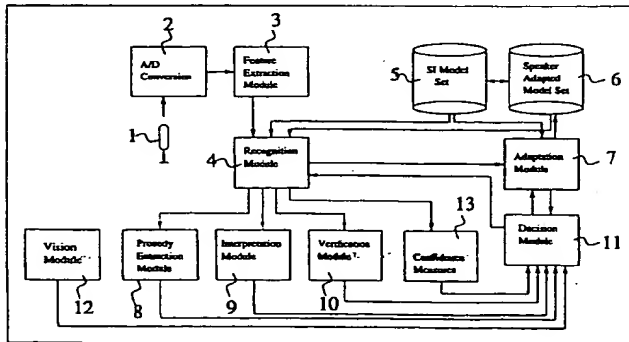 2
3
A/D
Conversion
Feature
Extraction
Module
5
SI Model
Set
Speaker
Adapted
Model Set
6
1
4
Recognition
Module
Adaptation
Module
7
13
Vision
Module
12
Prosody
Extraction
Module
8
Interpretation
Module
9
Verification
Module
10
Confidence
Measures
Decision
Module
11